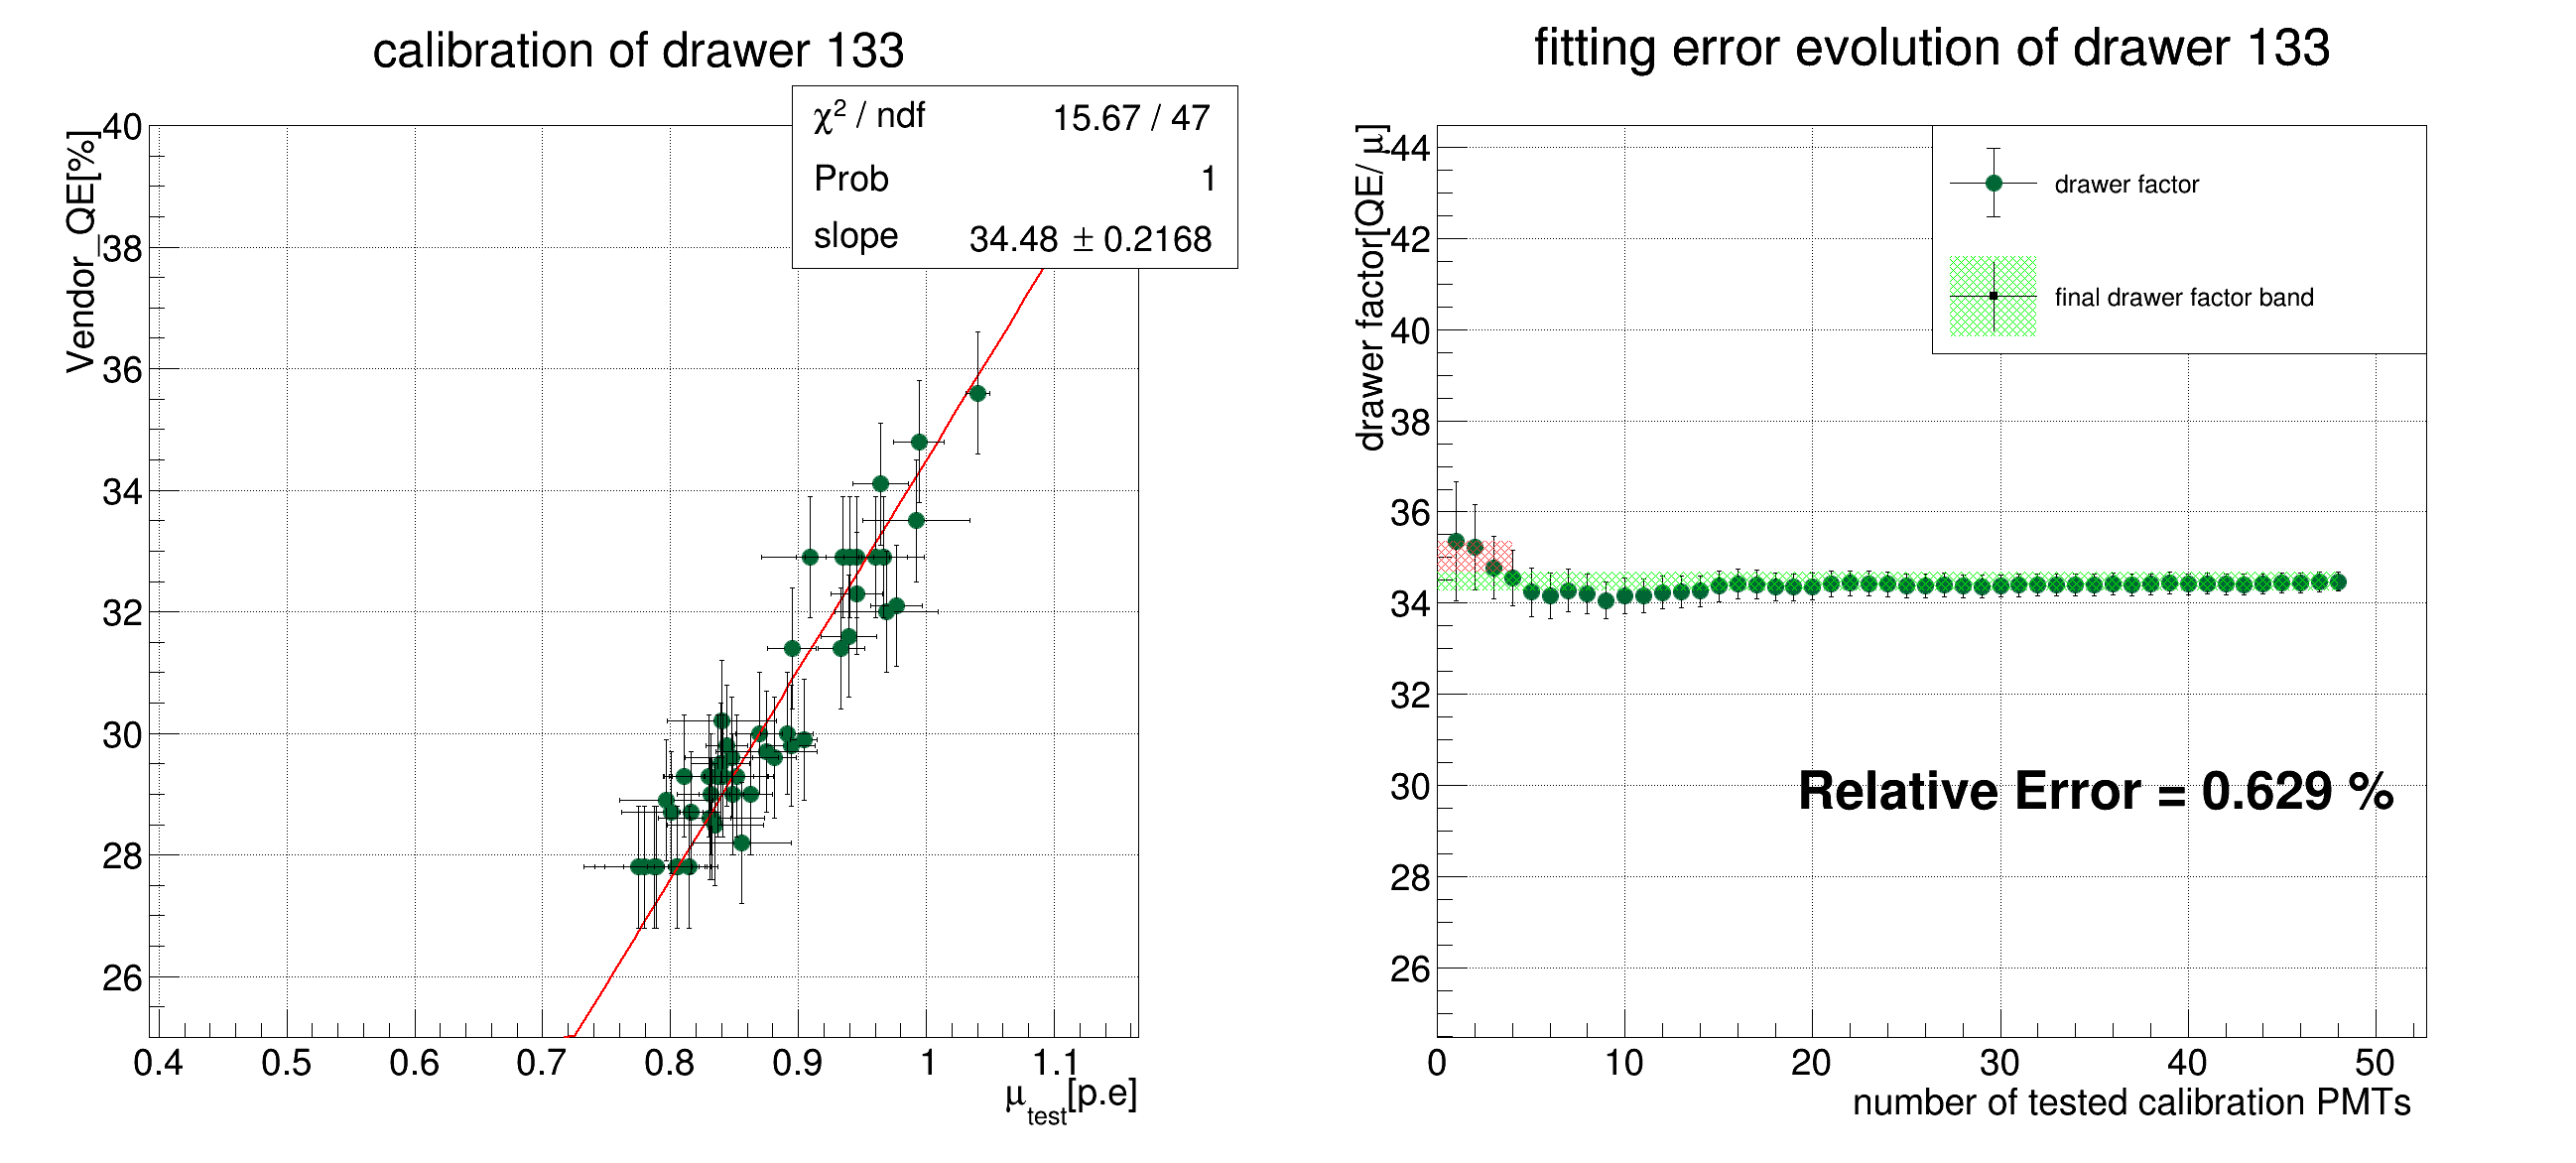 calibration of drawer 133
χ² / ndf 15.67 / 47
Prob 1
slope 34.48 ± 0.2168
Vendor_QE[%]
40
38
36
34
32
30
28
26
0.4 0.5 0.6 0.7 0.8 0.9 1 1.1
μtest[p.e]
fitting error evolution of drawer 133
drawer factor
final drawer factor band
drawer factor[QE/ μ]
44
42
40
38
36
34
32
30
28
26
Relative Error = 0.629 %
0 10 20 30 40 50
number of tested calibration PMTs